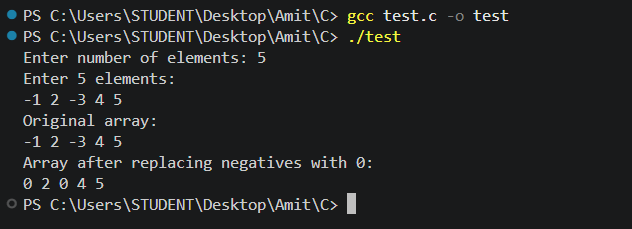 PS C:\Users\STUDENT\Desktop\Amit\C> gcc test.c -o test
PS C:\Users\STUDENT\Desktop\Amit\C> ./test
Enter number of elements: 5
Enter 5 elements:
-1 2 -3 4 5
Original array:
-1 2 -3 4 5
Array after replacing negatives with 0:
0 2 0 4 5
PS C:\Users\STUDENT\Desktop\Amit\C>